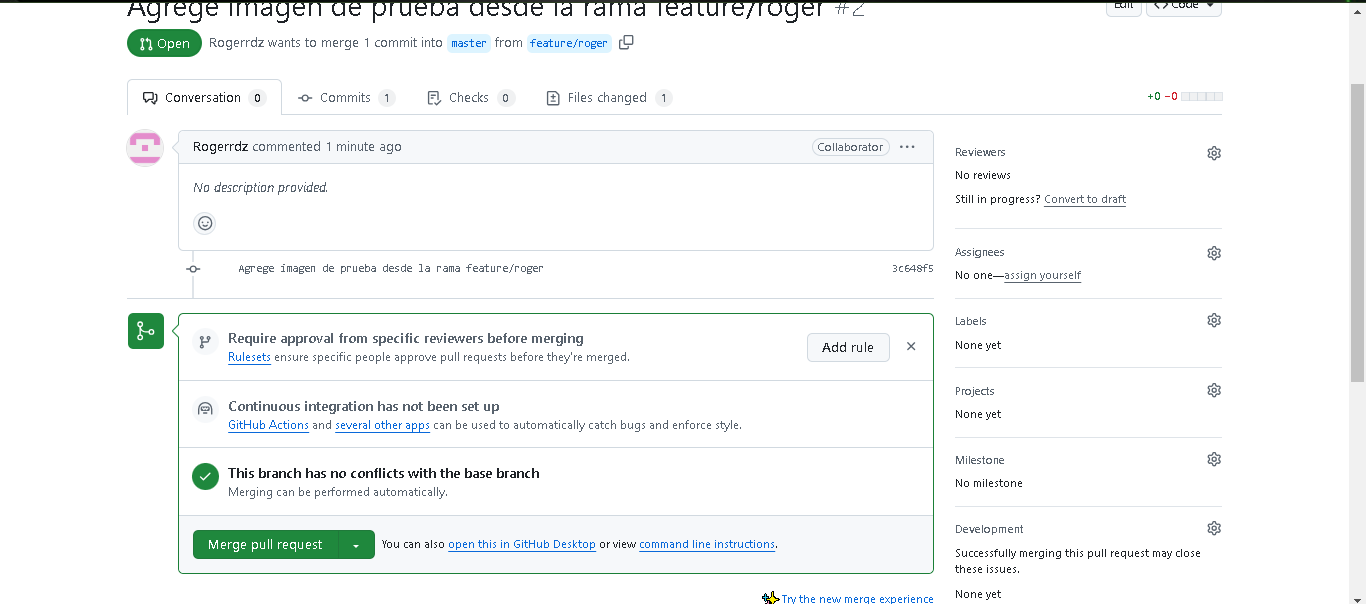 Agrege imagen de prueba desde la rama feature/roger #2
Edit
Code
Open
Rogerrdz wants to merge 1 commit into master from feature/roger
Conversation 0
Commits 1
Checks 0
Files changed 1
+0 −0
Rogerrdz commented 1 minute ago
Collaborator
No description provided.
Agrege imagen de prueba desde la rama feature/roger
3c648f5
Require approval from specific reviewers before merging
Rulesets ensure specific people approve pull requests before they're merged.
Add rule
Continuous integration has not been set up
GitHub Actions and several other apps can be used to automatically catch bugs and enforce style.
This branch has no conflicts with the base branch
Merging can be performed automatically.
Merge pull request
You can also open this in GitHub Desktop or view command line instructions.
Try the new merge experience
Reviewers
No reviews
Still in progress? Convert to draft
Assignees
No one—assign yourself
Labels
None yet
Projects
None yet
Milestone
No milestone
Development
Successfully merging this pull request may close
these issues.
None yet